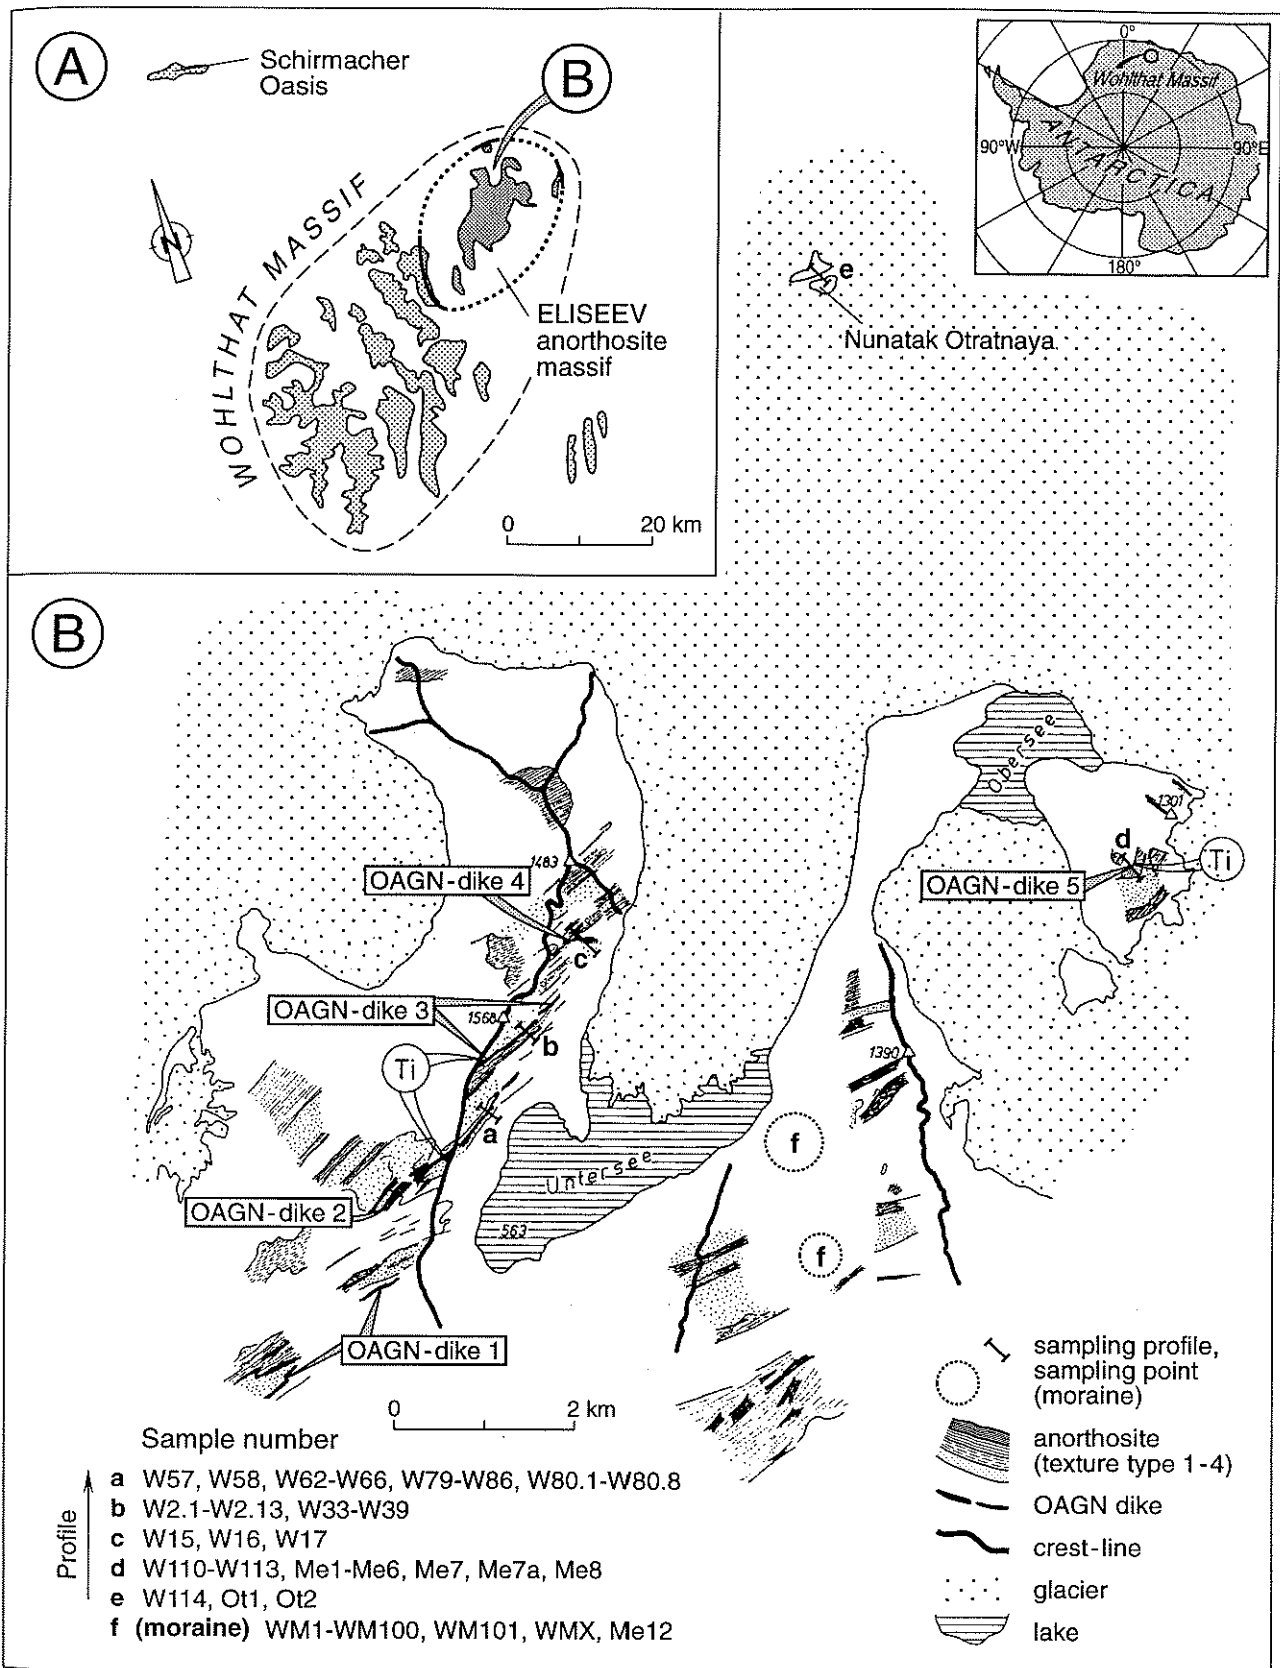 A
Schirmacher
Oasis
B
N
WOHLTHAT MASSIF
ELISEEV
anorthosite
massif
0 20 km
0°
Wohlthat Massif
90°W
90°E
ANTARCTICA
180°
e
Nunatak Otratnaya
B
Obersee
1301
d
Ti
1483
OAGN-dike 4
OAGN-dike 5
c
OAGN-dike 3
1568
b
1390
Ti
a
f
Untersee
OAGN-dike 2
563
f
OAGN-dike 1
0 2 km
sampling profile,
sampling point
(moraine)
anorthosite
(texture type 1-4)
OAGN dike
crest-line
glacier
lake
Sample number
Profile
a W57, W58, W62-W66, W79-W86, W80.1-W80.8
b W2.1-W2.13, W33-W39
c W15, W16, W17
d W110-W113, Me1-Me6, Me7, Me7a, Me8
e W114, Ot1, Ot2
f (moraine) WM1-WM100, WM101, WMX, Me12